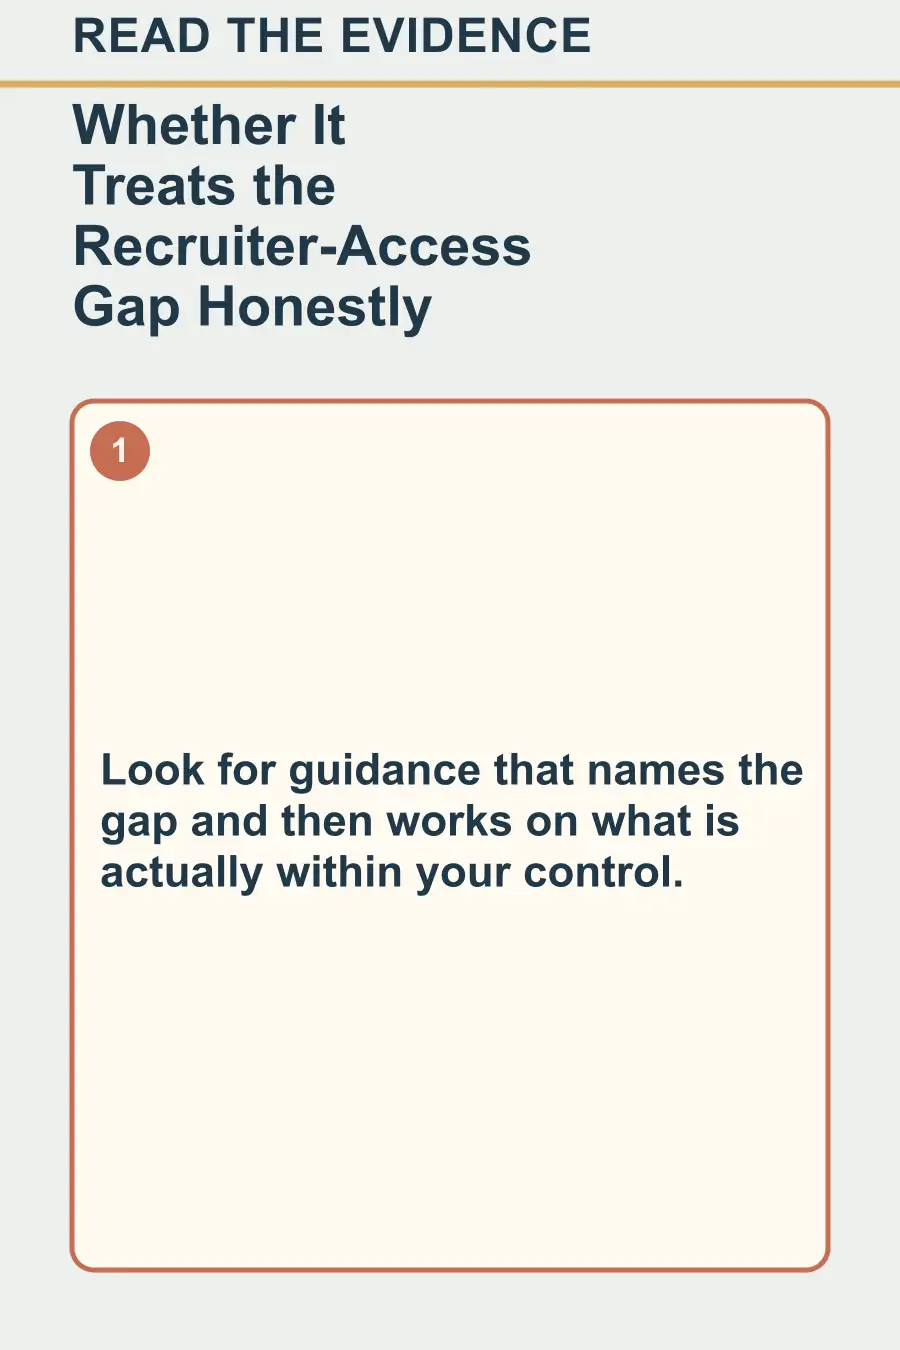 READ THE EVIDENCE
Whether It
Treats the
Recruiter-Access
Gap Honestly
1
Look for guidance that names the
gap and then works on what is
actually within your control.